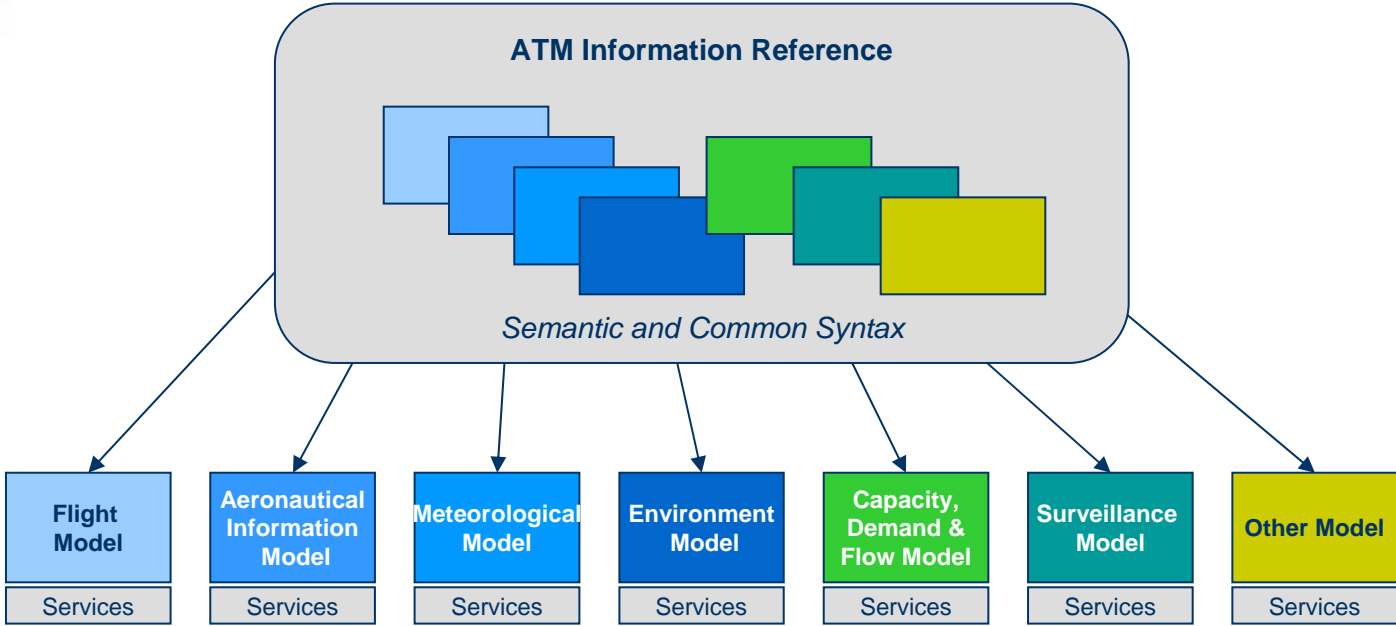 ATM Information Reference
Semantic and Common Syntax
Flight
Model
Aeronautical
Information
Model
Meteorological
Model
Environment
Model
Capacity,
Demand &
Flow Model
Surveillance
Model
Other Model
Services
Services
Services
Services
Services
Services
Services